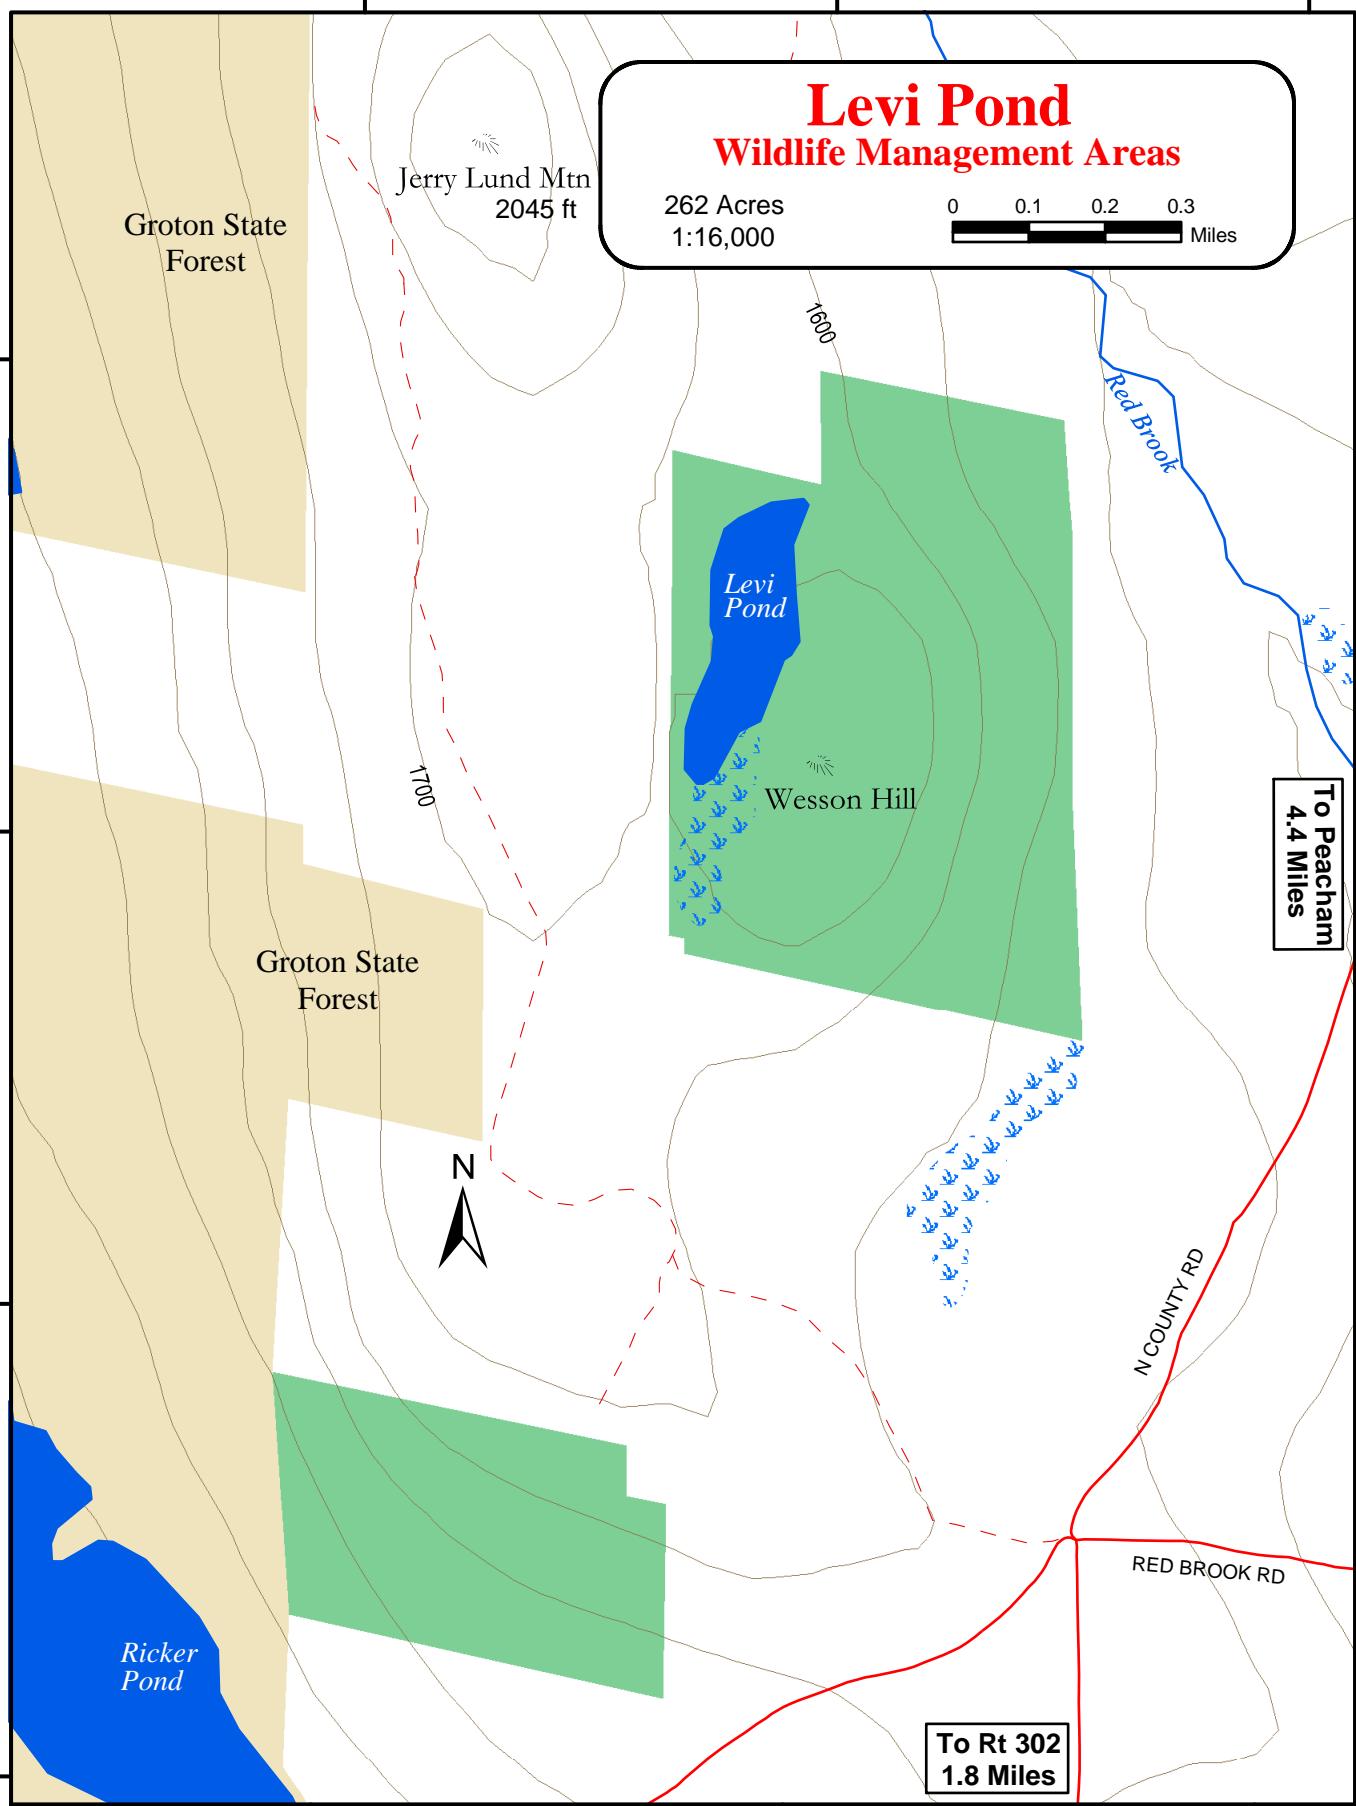 Levi Pond
Wildlife Management Areas
262 Acres
1:16,000
0 0.1 0.2 0.3
Miles
Jerry Lund Mtn
2045 ft
Groton State
Forest
1600
Red Brook
Levi
Pond
1700
Wesson Hill
To Peacham
4.4 Miles
Groton State
Forest
N
N COUNTY RD
RED BROOK RD
Ricker
Pond
To Rt 302
1.8 Miles